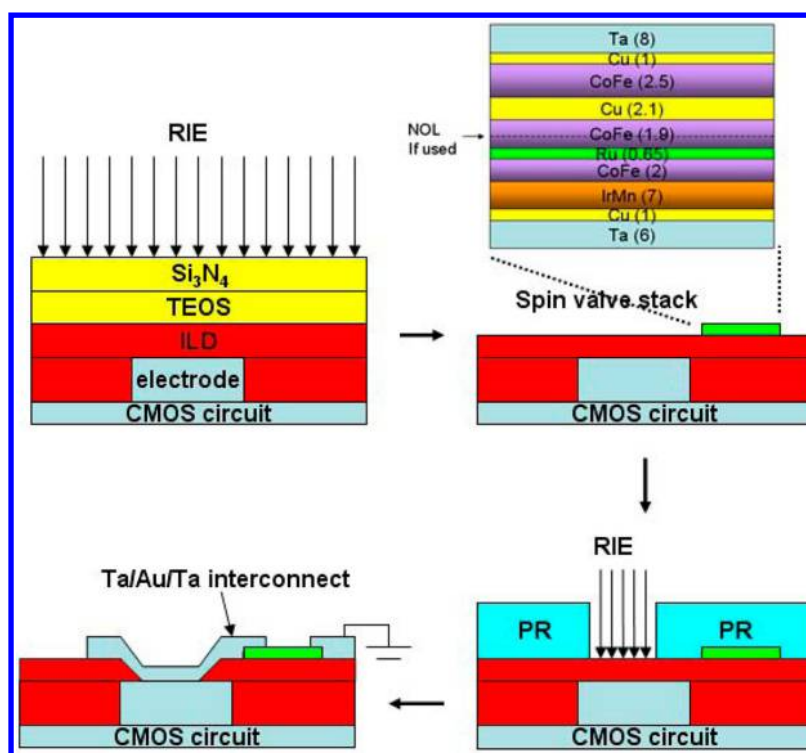 RIE
Si3N4
TEOS
ILD
electrode
CMOS circuit
Ta (8)
Cu (1)
CoFe (2.5)
Cu (2.1)
CoFe (1.9)
Ru (0.65)
CoFe (2)
IrMn (7)
Cu (1)
Ta (6)
NOL
If used
Spin valve stack
CMOS circuit
RIE
PR
PR
CMOS circuit
Ta/Au/Ta interconnect
CMOS circuit